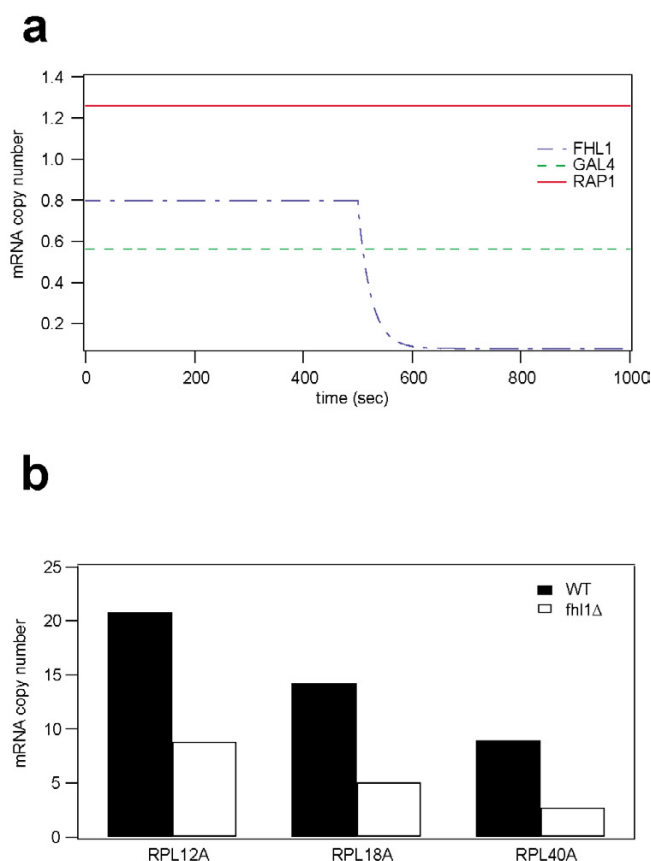 a
1.4
1.2
1.0
0.8
0.6
0.4
0.2
mRNA copy number
FHL1
GAL4
RAP1
0
200
400
600
800
1000
time (sec)
b
25
20
15
10
5
0
mRNA copy number
WT
fhl1Δ
RPL12A
RPL18A
RPL40A